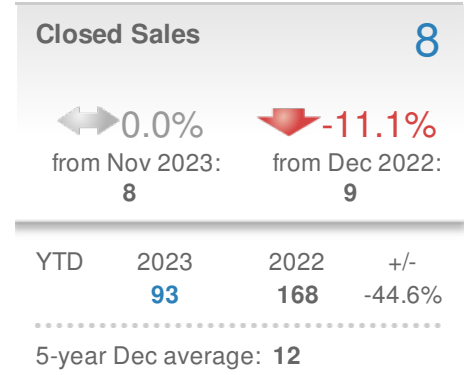 Closed Sales 8
0.0% -11.1%
from Nov 2023: from Dec 2022:
8 9
YTD 2023 2022 +/-
93 168 -44.6%
5-year Dec average: 12